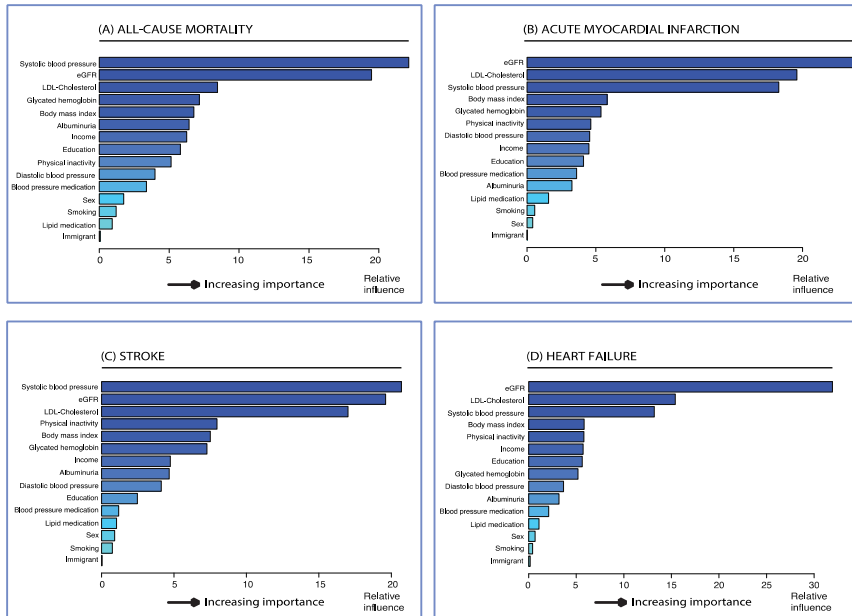 (A) ALL-CAUSE MORTALITY
Systolic blood pressure
eGFR
LDL-Cholesterol
Glycated hemoglobin
Body mass index
Albuminuria
Income
Education
Physical inactivity
Diastolic blood pressure
Blood pressure medication
Sex
Smoking
Lipid medication
Immigrant
0 5 10 15 20
Increasing importance
Relative
influence
(B) ACUTE MYOCARDIAL INFARCTION
eGFR
LDL-Cholesterol
Systolic blood pressure
Body mass index
Glycated hemoglobin
Physical inactivity
Diastolic blood pressure
Income
Education
Blood pressure medication
Albuminuria
Lipid medication
Smoking
Sex
Immigrant
0 5 10 15 20
Increasing importance
Relative
influence
(C) STROKE
Systolic blood pressure
eGFR
LDL-Cholesterol
Physical inactivity
Body mass index
Glycated hemoglobin
Income
Albuminuria
Diastolic blood pressure
Education
Blood pressure medication
Lipid medication
Sex
Smoking
Immigrant
0 5 10 15 20
Increasing importance
Relative
influence
(D) HEART FAILURE
eGFR
LDL-Cholesterol
Systolic blood pressure
Body mass index
Physical inactivity
Income
Education
Glycated hemoglobin
Diastolic blood pressure
Albuminuria
Blood pressure medication
Lipid medication
Sex
Smoking
Immigrant
0 5 10 15 20 25 30
Increasing importance
Relative
influence